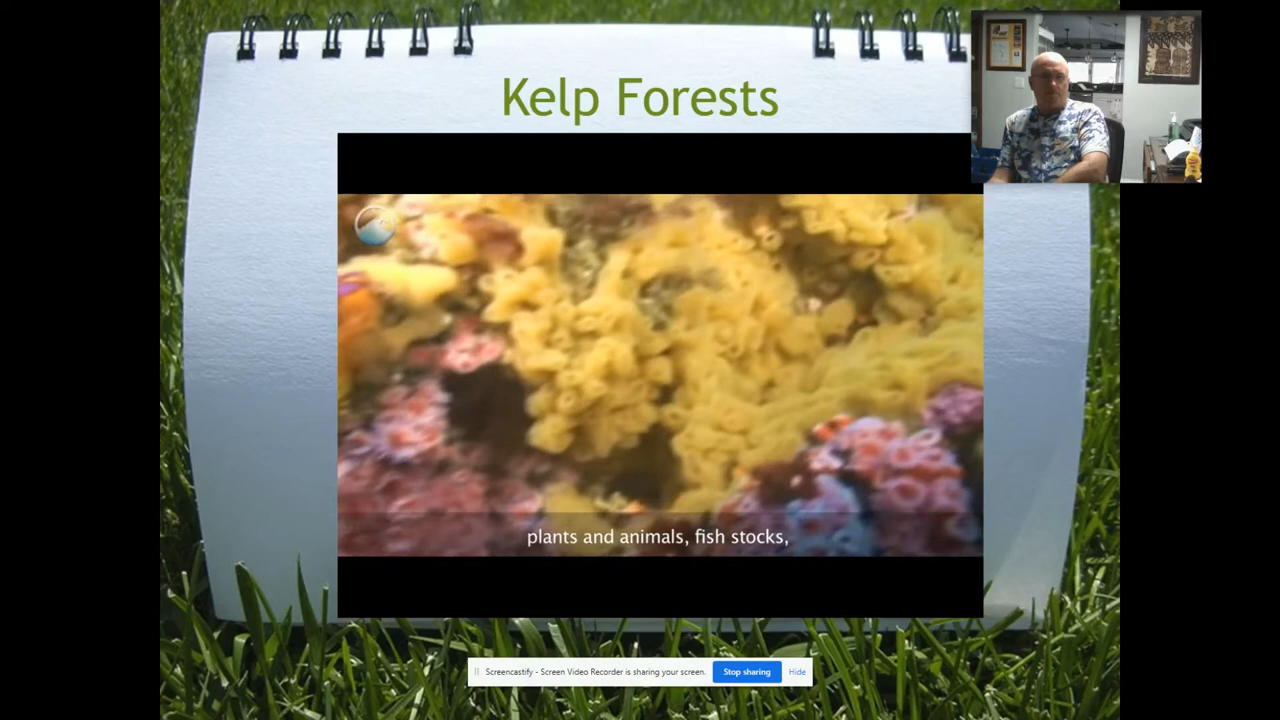 Kelp Forests
plants and animals, fish stocks,
Screencastify - Screen Video Recorder is sharing your screen.
Stop sharing
Hide